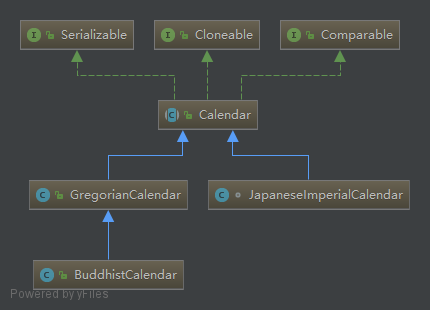 Serializable
Cloneable
Comparable
Calendar
GregorianCalendar
JapaneseImperialCalendar
BuddhistCalendar
Powered by yFiles